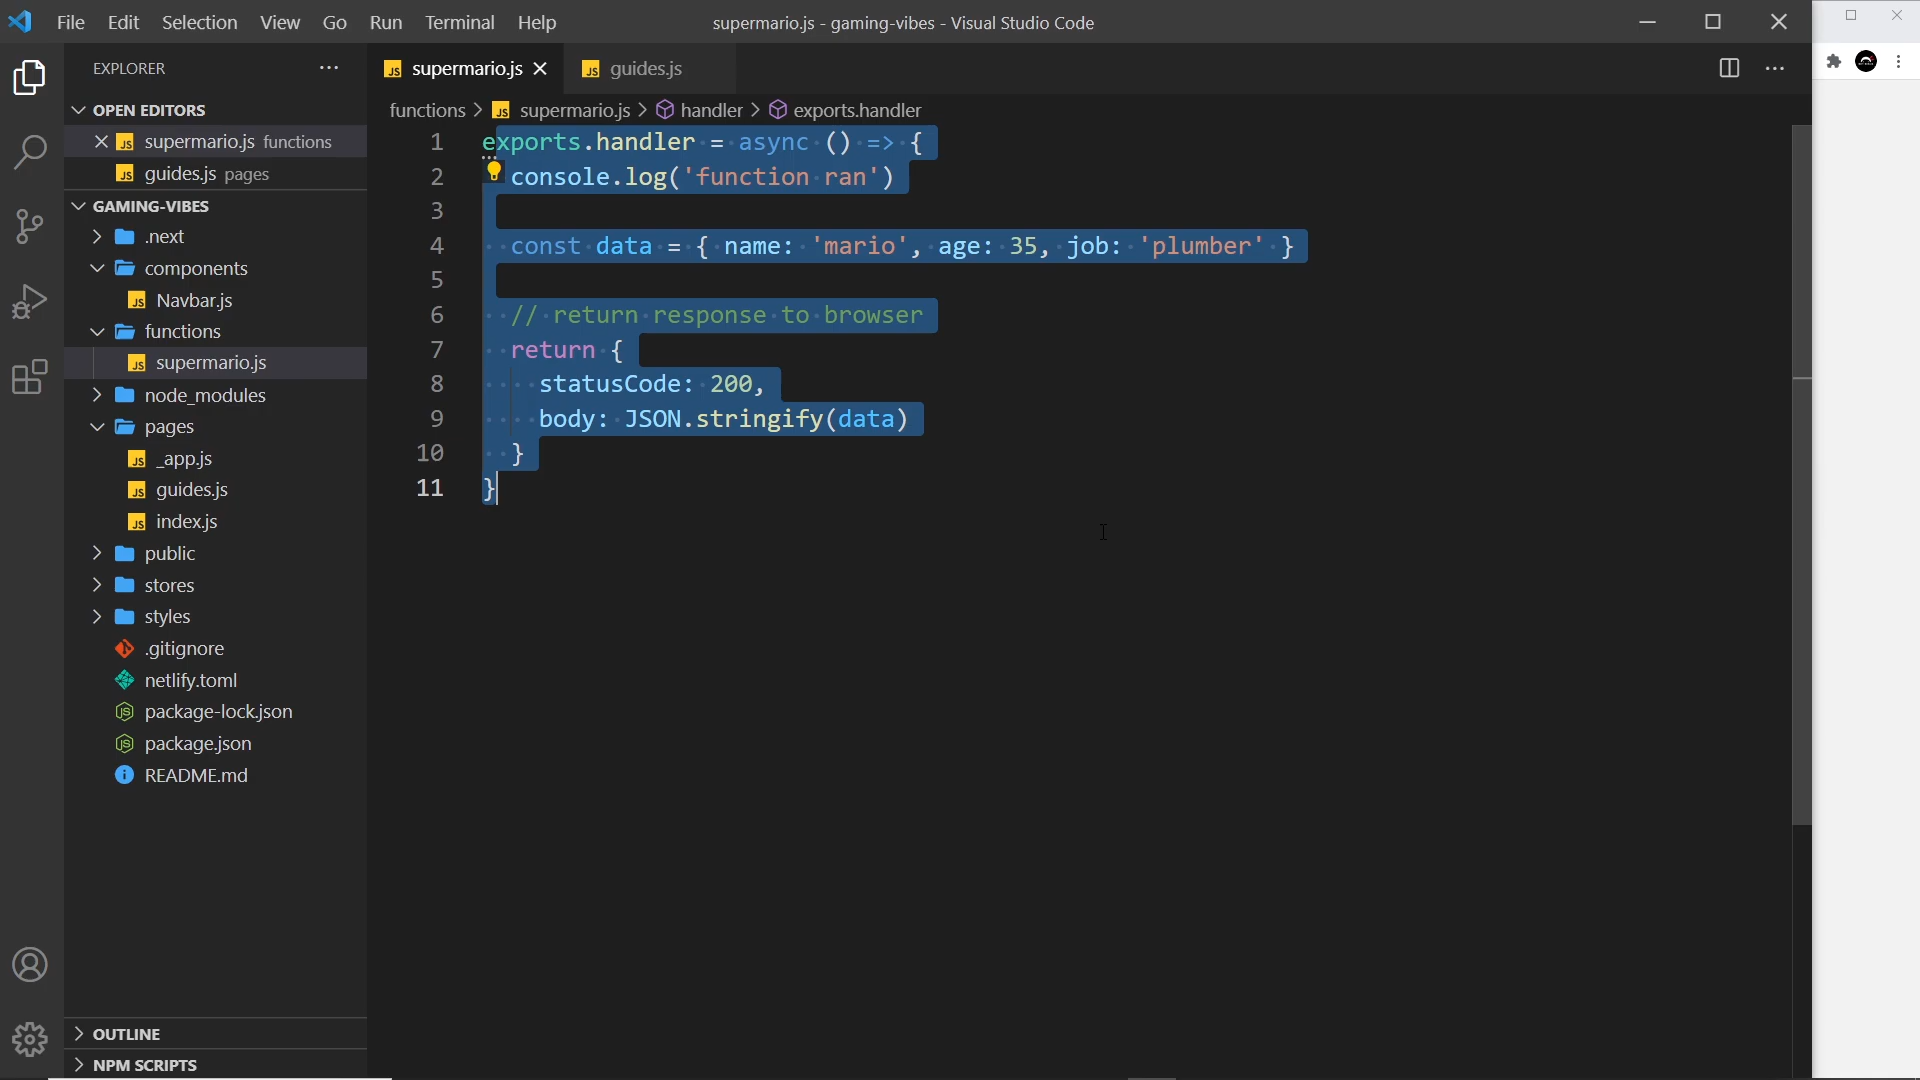 File Edit Selection View Go Run Terminal Help
supermario.js - gaming-vibes - Visual Studio Code
EXPLORER
OPEN EDITORS
supermario.js functions
guides.js pages
GAMING-VIBES
.next
components
Navbar.js
functions
supermario.js
node_modules
pages
_app.js
guides.js
index.js
public
stores
styles
.gitignore
netlify.toml
package-lock.json
package.json
README.md
OUTLINE
NPM SCRIPTS
supermario.js guides.js
functions > supermario.js > handler > exports.handler
1 exports.handler = async () => {
2 console.log('function ran')
3
4 const data = { name: 'mario', age: 35, job: 'plumber' }
5
6 // return response to browser
7 return {
8 statusCode: 200,
9 body: JSON.stringify(data)
10 }
11 }